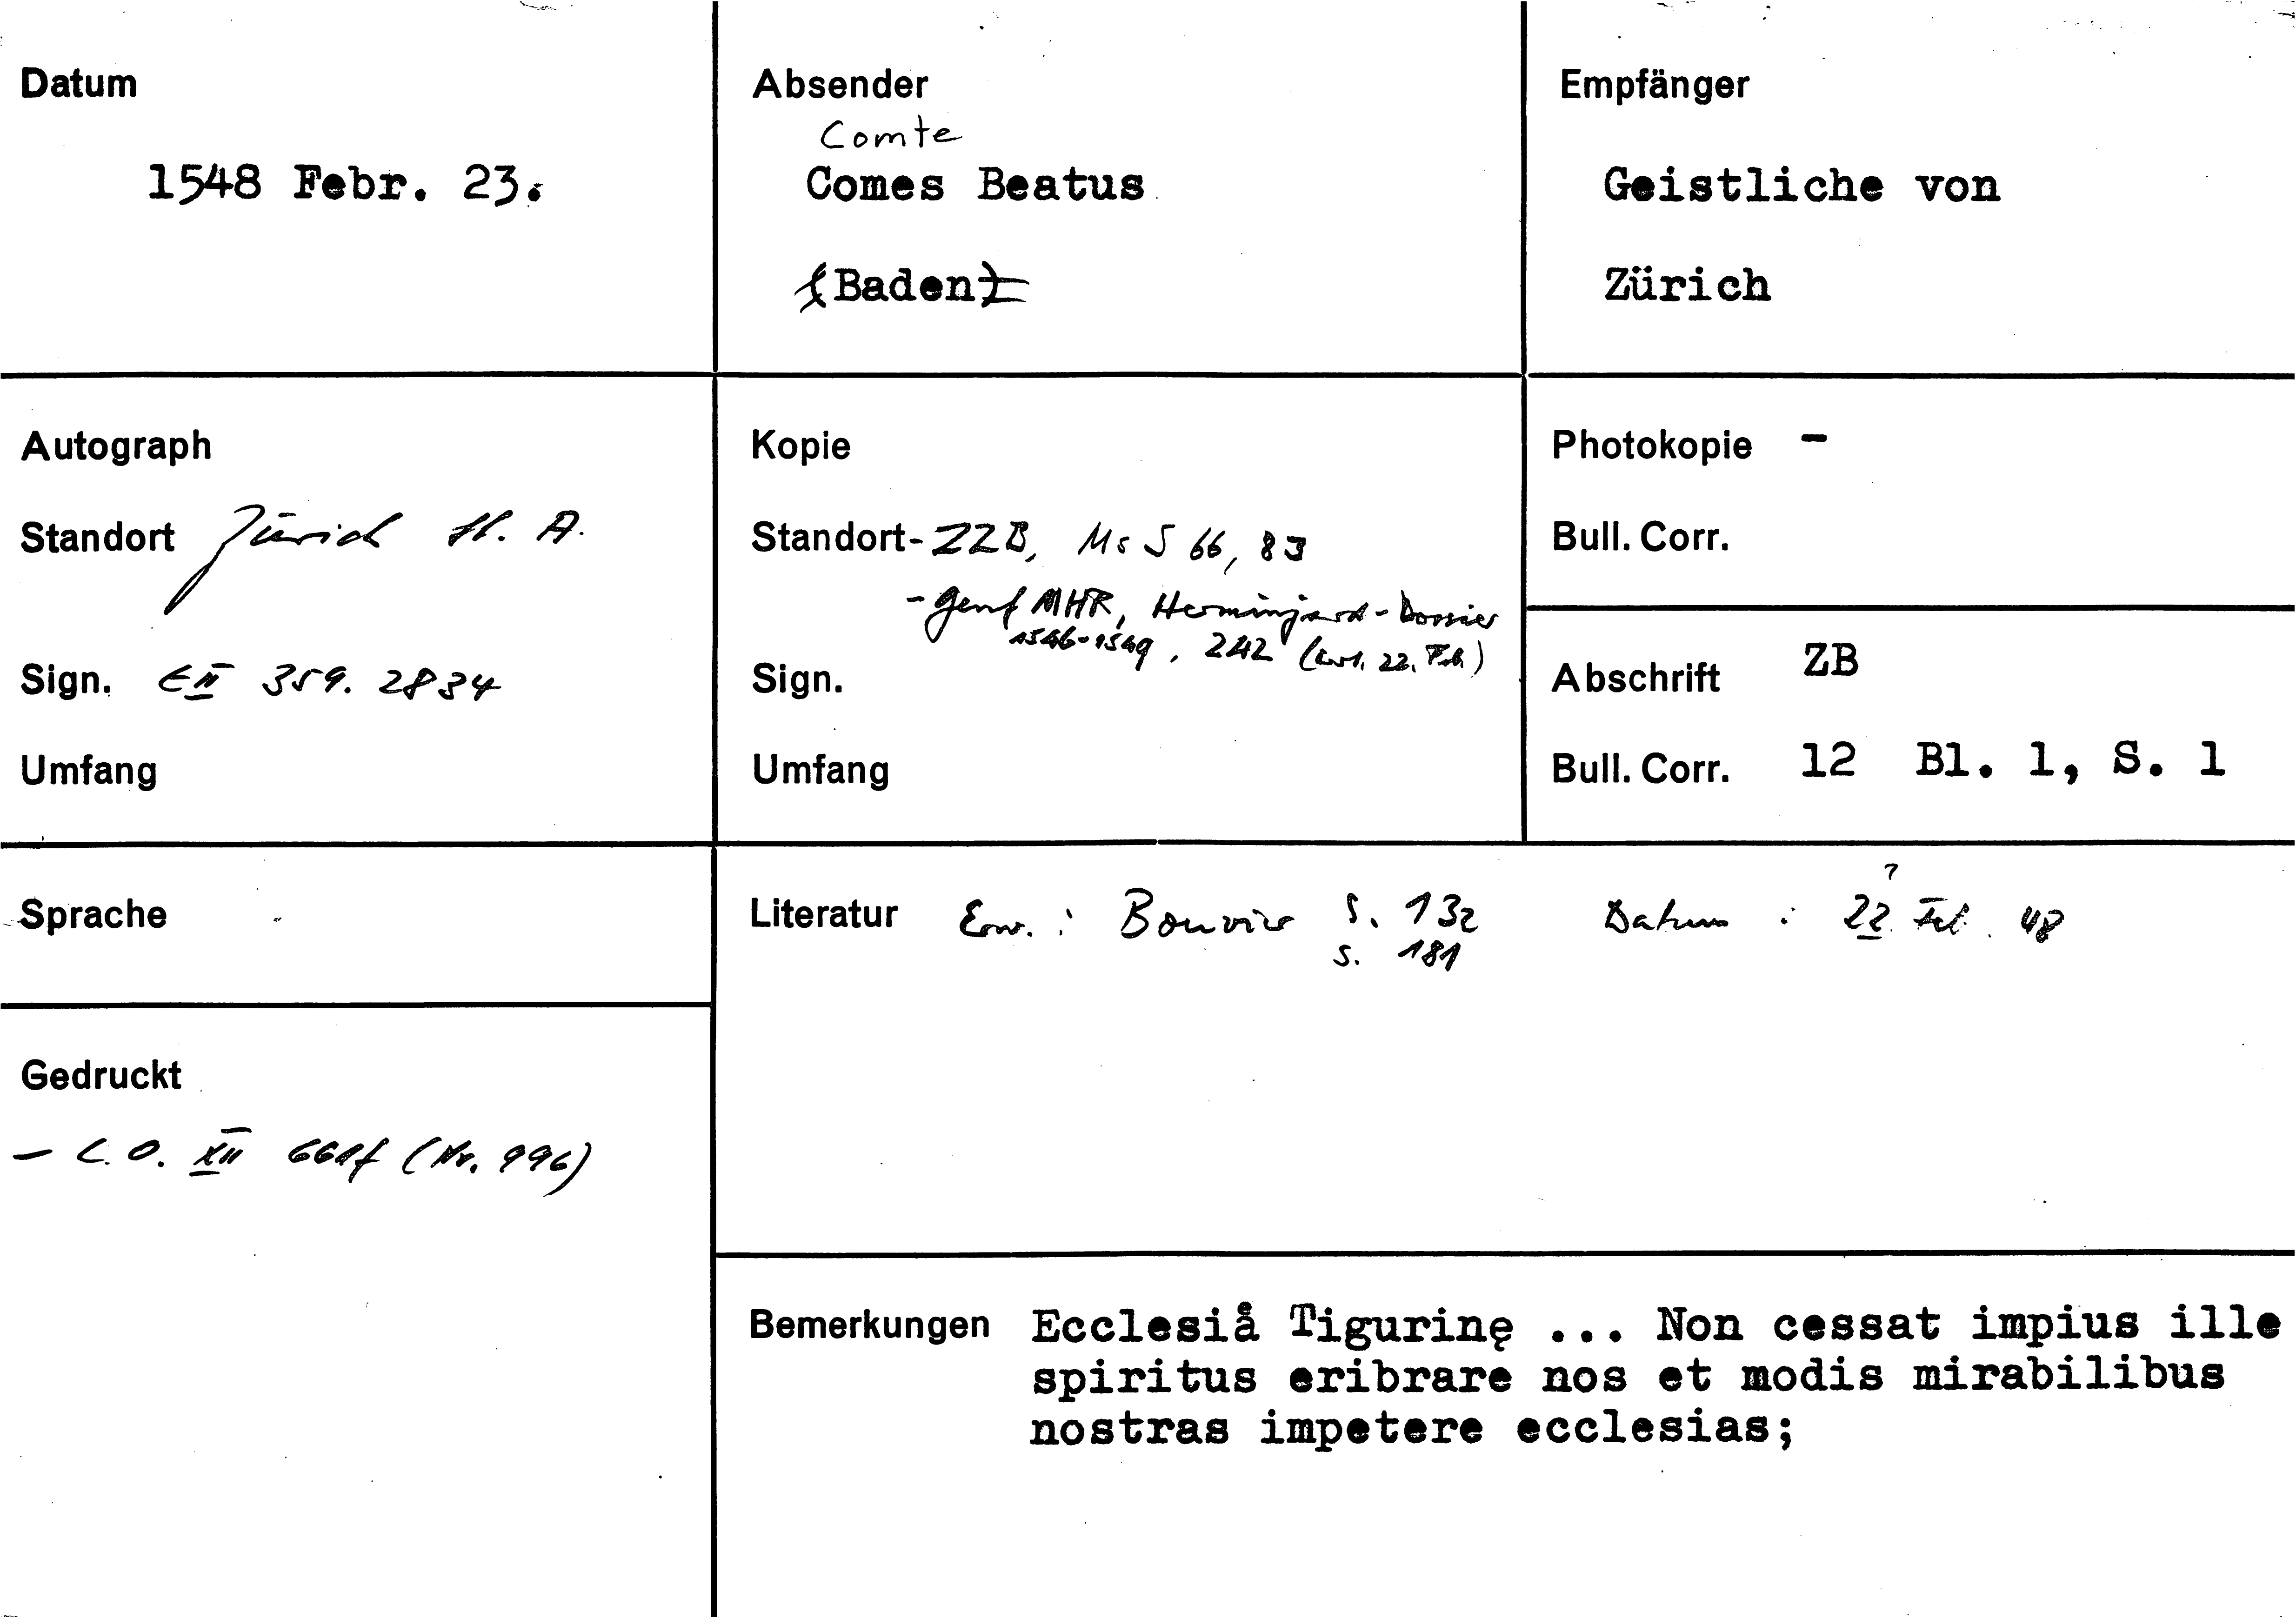 Datum
1548 Febr. 23.
Absender
Comte
Comes Beatus
(Baden)
Empfänger
Geistliche von
Zürich
Autograph
Standort Zürich St. A.
Sign. E II 359. 2834
Umfang
Kopie
Standort - ZZB, Ms S 66, 83
- Genf MHR, Herminjard-Dossier
1546-1549, 242 ( 22. Feb.)
Sign.
Umfang
Photokopie -
Bull. Corr.
Abschrift ZB
Bull. Corr. 12 Bl. 1, S. 1
Sprache
Gedruckt
- C. O. XII 661f (Nr. 996)
Literatur Erw.: Bouvier S. 132 Datum : 22.? Feb. 48
S. 181
Bemerkungen Ecclesiå Tigurinę ... Non cessat impius ille
spiritus eribrare nos et modis mirabilibus
nostras impetere ecclesias;